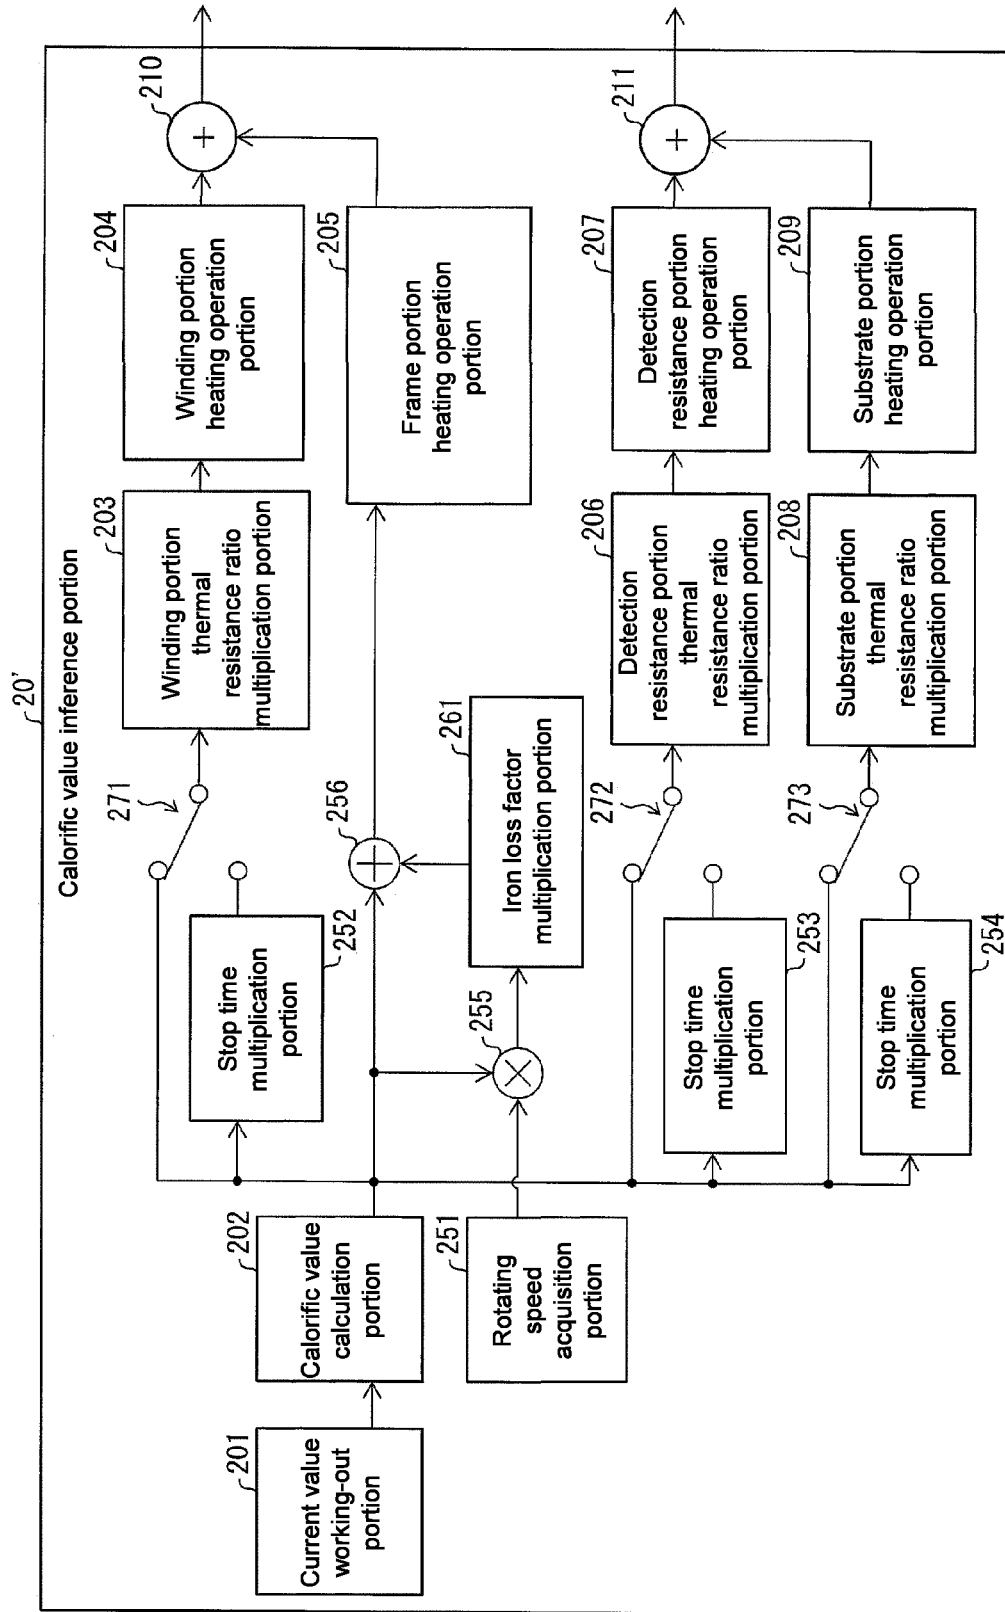 20'
Calorific value inference portion
201
Current value
working-out
portion
202
Calorific value
calculation
portion
251
Rotating
speed
acquisition
portion
271
252
Stop time
multiplication
portion
203
Winding portion
thermal
resistance ratio
multiplication portion
204
Winding portion
heating operation
portion
210
+
256
+
255
×
261
Iron loss factor
multiplication portion
205
Frame portion
heating operation
portion
272
253
Stop time
multiplication
portion
206
Detection
resistance portion
thermal
resistance ratio
multiplication portion
207
Detection
resistance portion
heating operation
portion
211
+
273
254
Stop time
multiplication
portion
208
Substrate portion
thermal
resistance ratio
multiplication portion
209
Substrate portion
heating operation
portion